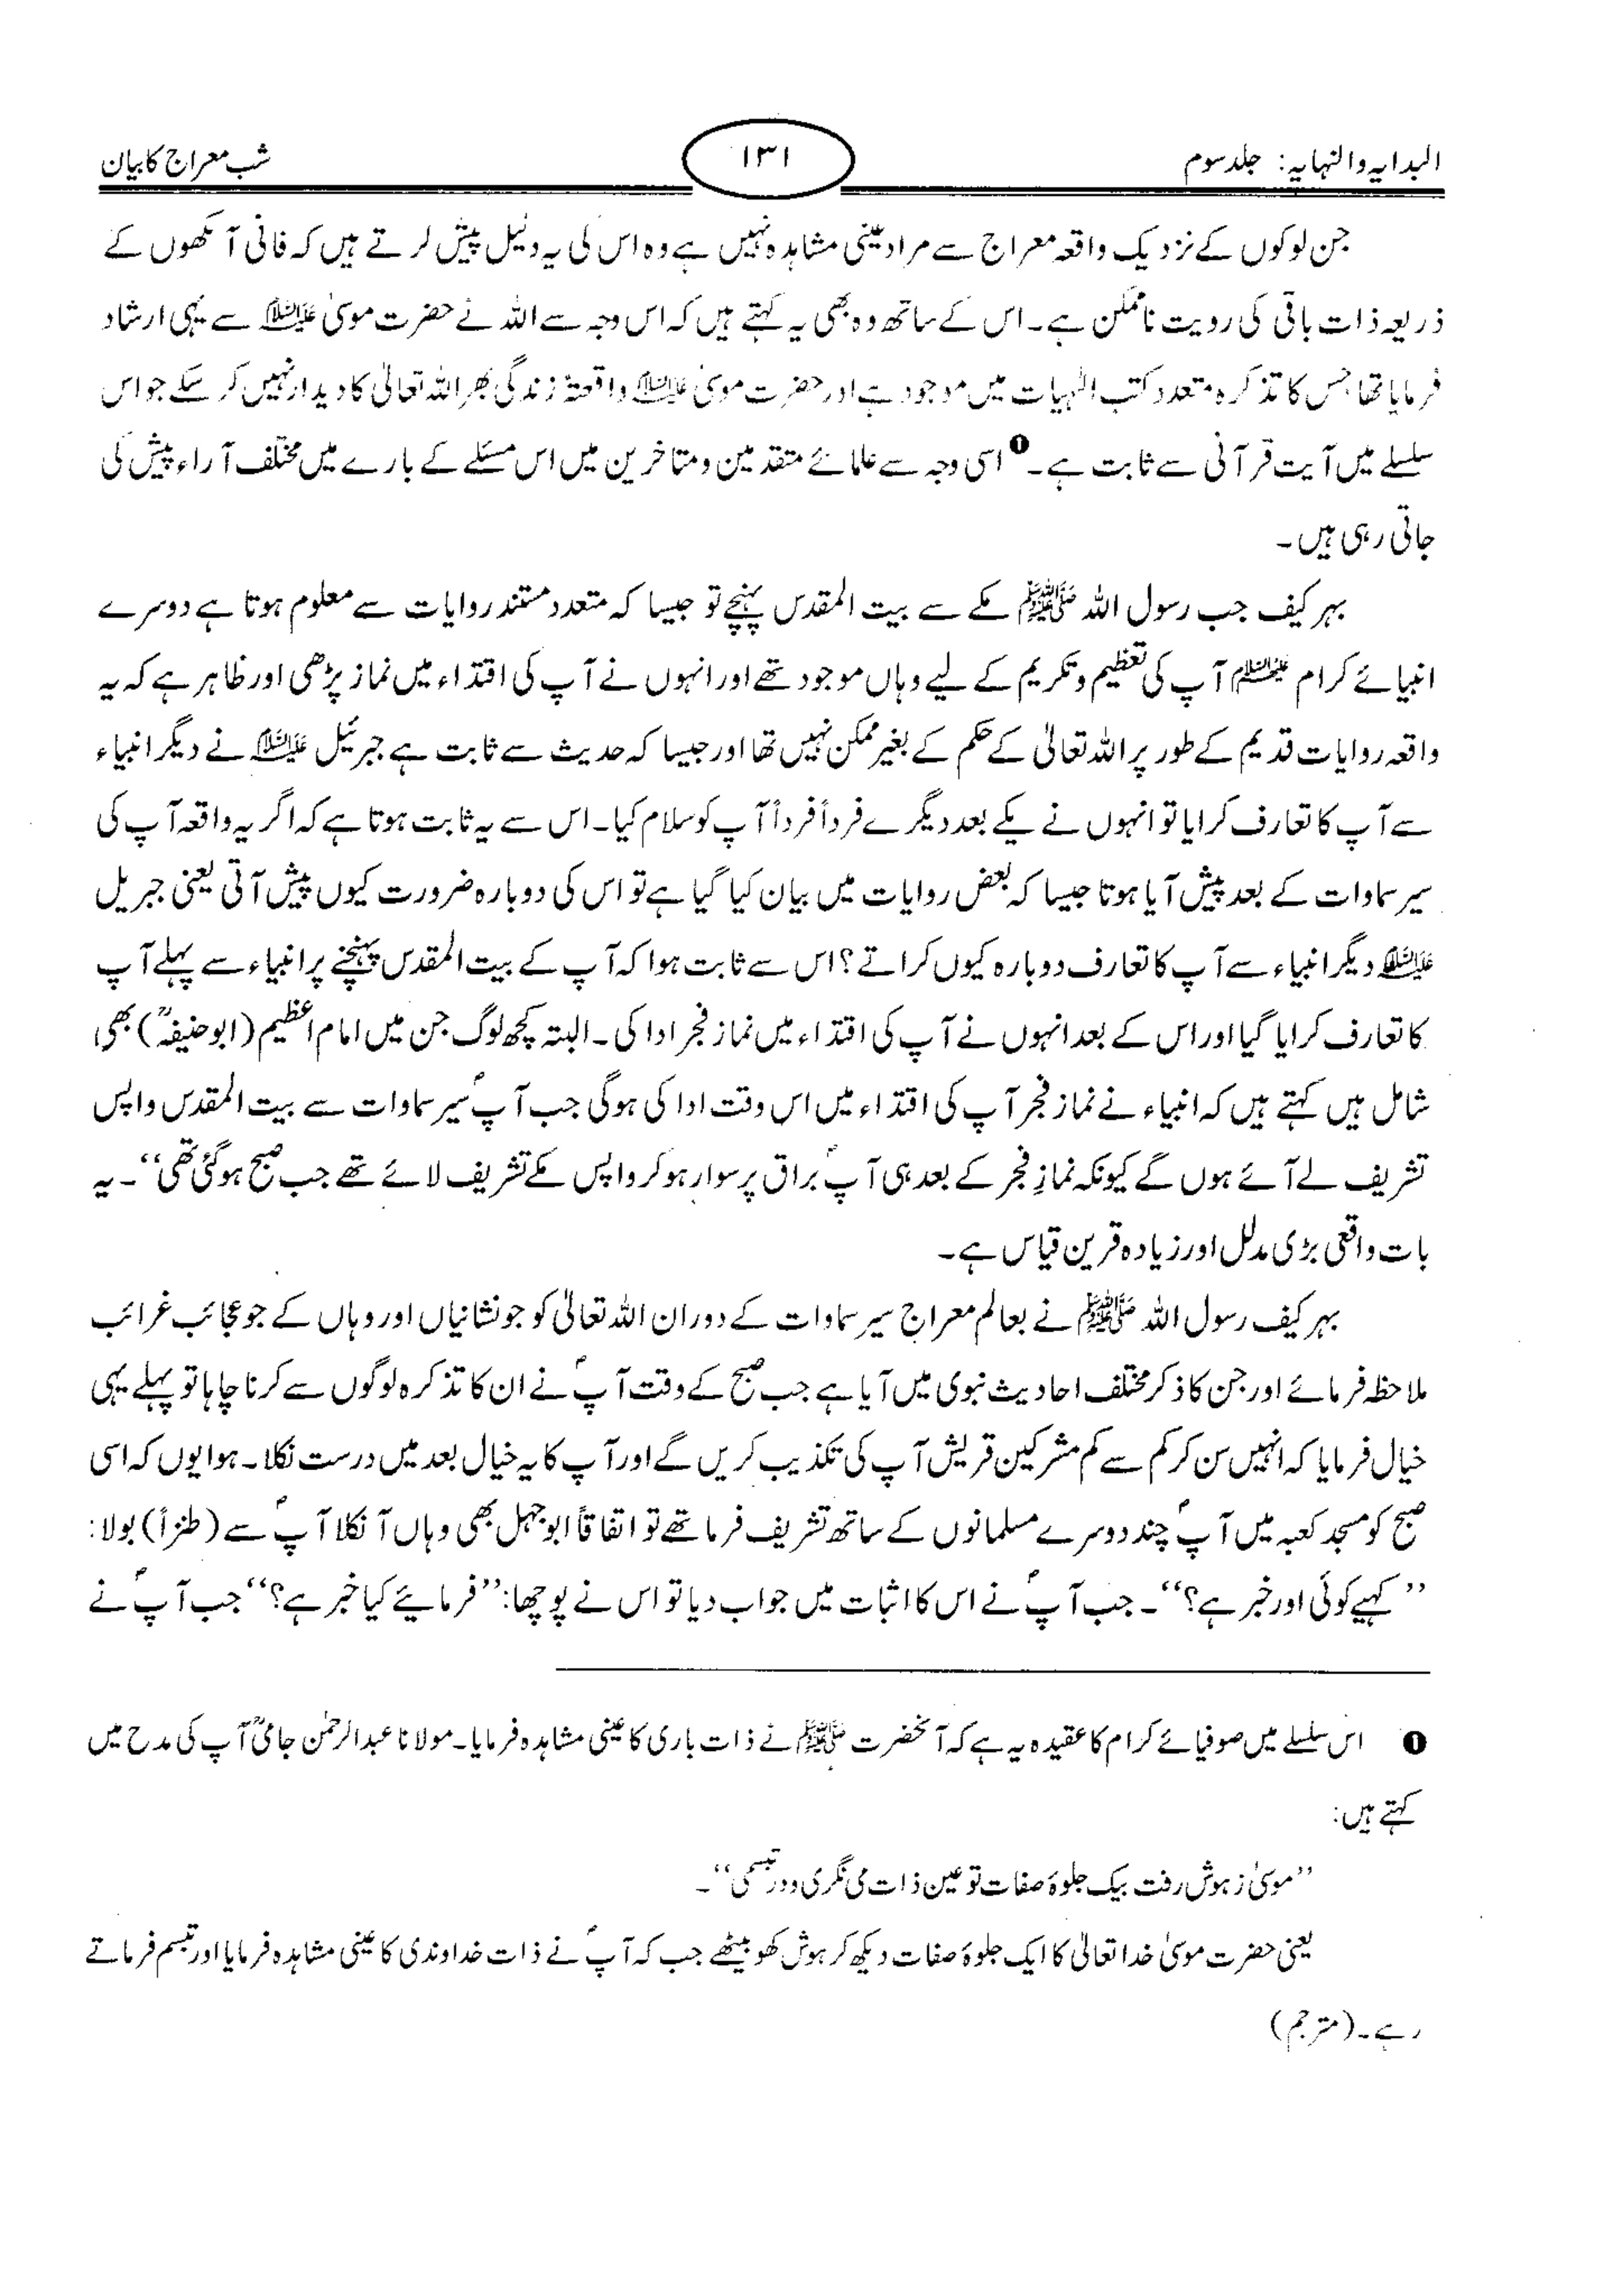 البدایہ والنہایہ: جلد سوم
۱۳۱
شب معراج کا بیان
جن لوگوں کے نزدیک واقعہ معراج سے مراد عینی مشاہدہ نہیں ہے وہ اس کی یہ دلیل پیش کرتے ہیں کہ فانی آنکھوں کے
ذریعہ ذات باقی کی رویت ناممکن ہے۔ اس کے ساتھ وہ بھی یہ کہتے ہیں کہ اس وجہ سے اللہ نے حضرت موسیٰ علیہ السلام سے یہی ارشاد
فرمایا تھا جس کا تذکرہ متعدد کتب الٰہیات میں موجود ہے اور حضرت موسیٰ علیہ السلام واقعۃً زندگی بھر اللہ تعالیٰ کا دیدار نہیں کر سکے جو اس
سلسلے میں آیت قرآنی سے ثابت ہے۔❶ اسی وجہ سے علمائے متقدمین و متاخرین میں اس مسئلے کے بارے میں مختلف آراء پیش کی
جاتی رہی ہیں۔
بہر کیف جب رسول اللہ ﷺ مکے سے بیت المقدس پہنچے تو جیسا کہ متعدد مستند روایات سے معلوم ہوتا ہے دوسرے
انبیائے کرام علیہم السلام آپ کی تعظیم و تکریم کے لیے وہاں موجود تھے اور انہوں نے آپ کی اقتداء میں نماز پڑھی اور ظاہر ہے کہ یہ
واقعہ روایات قدیم کے طور پر اللہ تعالیٰ کے حکم کے بغیر ممکن نہیں تھا اور جیسا کہ حدیث سے ثابت ہے جبرئیل علیہ السلام نے دیگر انبیاء
سے آپ کا تعارف کرایا تو انہوں نے یکے بعد دیگرے فرداً فرداً آپ کو سلام کیا۔ اس سے یہ ثابت ہوتا ہے کہ اگر یہ واقعہ آپ کی
سیر سماوات کے بعد پیش آیا ہوتا جیسا کہ بعض روایات میں بیان کیا گیا ہے تو اس کی دوبارہ ضرورت کیوں پیش آتی یعنی جبریل
علیہ السلام دیگر انبیاء سے آپ کا تعارف دوبارہ کیوں کراتے؟ اس سے ثابت ہوا کہ آپ کے بیت المقدس پہنچنے پر انبیاء سے پہلے آپ
کا تعارف کرایا گیا اور اس کے بعد انہوں نے آپ کی اقتداء میں نماز فجر ادا کی۔ البتہ کچھ لوگ جن میں امام اعظیم (ابوحنیفہؒ) بھی
شامل ہیں کہتے ہیں کہ انبیاء نے نماز فجر آپ کی اقتداء میں اس وقت ادا کی ہوگی جب آپؐ سیر سماوات سے بیت المقدس واپس
تشریف لے آئے ہوں گے کیونکہ نمازِ فجر کے بعد ہی آپؐ براق پر سوار ہو کر واپس مکے تشریف لائے تھے جب صبح ہو گئی تھی‘‘۔ یہ
بات واقعی بڑی مدلل اور زیادہ قرین قیاس ہے۔
بہر کیف رسول اللہ ﷺ نے بعالم معراج سیر سماوات کے دوران اللہ تعالیٰ کو جو نشانیاں اور وہاں کے جو عجائب غرائب
ملاحظہ فرمائے اور جن کا ذکر مختلف احادیث نبوی میں آیا ہے جب صبح کے وقت آپؐ نے ان کا تذکرہ لوگوں سے کرنا چاہا تو پہلے یہی
خیال فرمایا کہ انہیں سن کر کم سے کم مشرکین قریش آپ کی تکذیب کریں گے اور آپ کا یہ خیال بعد میں درست نکلا۔ ہوا یوں کہ اسی
صبح کو مسجد کعبہ میں آپؐ چند دوسرے مسلمانوں کے ساتھ تشریف فرما تھے تو اتفاقاً ابوجہل بھی وہاں آ نکلا آپؐ سے (طنزاً) بولا:
’’کہیے کوئی اور خبر ہے؟‘‘۔ جب آپؐ نے اس کا اثبات میں جواب دیا تو اس نے پوچھا: ’’فرمائیے کیا خبر ہے؟‘‘ جب آپؐ نے
❶ اس سلسلے میں صوفیائے کرام کا عقیدہ یہ ہے کہ آنحضرت ﷺ نے ذات باری کا عینی مشاہدہ فرمایا۔ مولانا عبدالرحمٰن جامیؒ آپ کی مدح میں
کہتے ہیں:
’’موسیٰ ز ہوش رفت بیک جلوۂ صفات تو عین ذات می نگری و در تبسمی‘‘۔
یعنی حضرت موسیٰ خدا تعالیٰ کا ایک جلوۂ صفات دیکھ کر ہوش کھو بیٹھے جب کہ آپؐ نے ذات خداوندی کا عینی مشاہدہ فرمایا اور تبسم فرماتے
رہے۔ (مترجم)